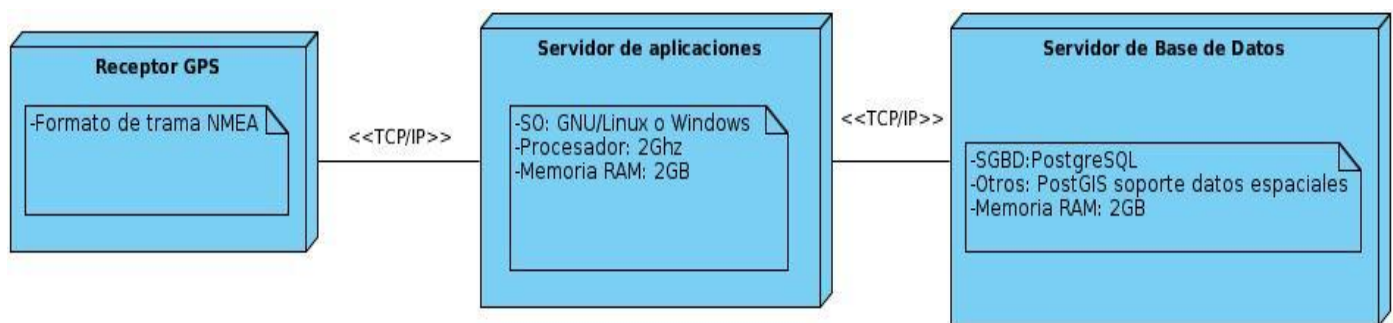 Receptor GPS
-Formato de trama NMEA
<<TCP/IP>>
Servidor de aplicaciones
-SO: GNU/Linux o Windows
-Procesador: 2Ghz
-Memoria RAM: 2GB
<<TCP/IP>>
Servidor de Base de Datos
-SGBD:PostgreSQL
-Otros: PostGIS soporte datos espaciales
-Memoria RAM: 2GB